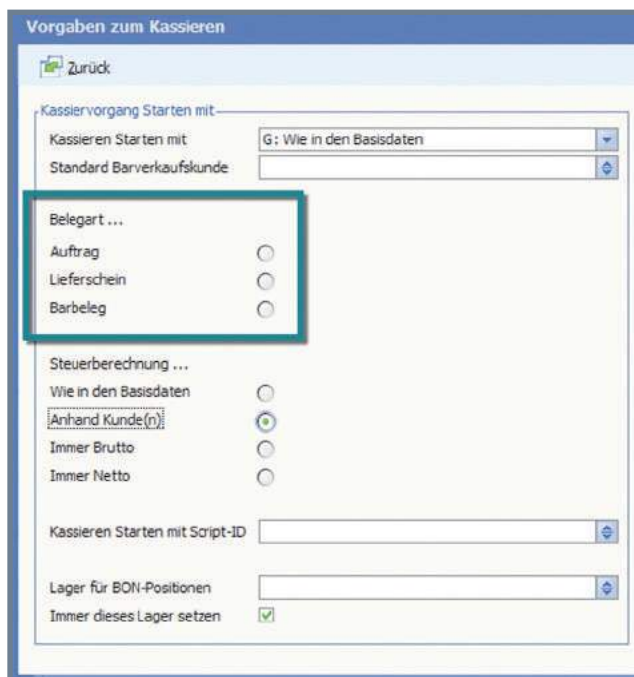 Vorgaben zum Kassieren
Zurück
Kassiervorgang Starten mit
Kassieren Starten mit G: Wie in den Basisdaten
Standard Barverkaufskunde
Belegart ...
Auftrag
Lieferschein
Barbeleg
Steuerberechnung ...
Wie in den Basisdaten
Anhand Kunde(n)
Immer Brutto
Immer Netto
Kassieren Starten mit Script-ID
Lager für BON-Positionen
Immer dieses Lager setzen